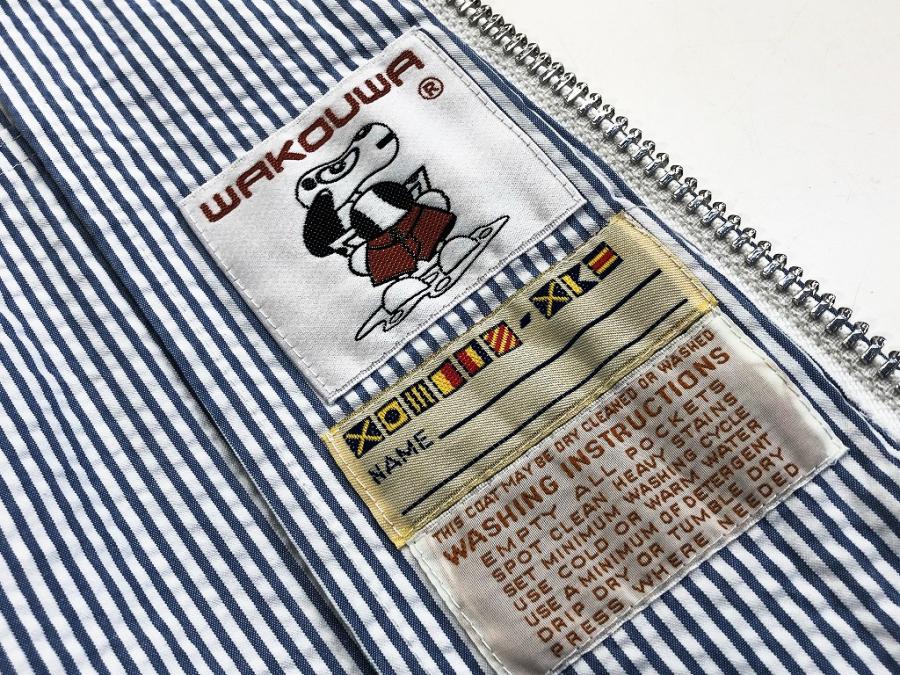 WAKOUWA®
NAME
THIS COAT MAY BE DRY CLEANED OR WASHED
WASHING INSTRUCTIONS
EMPTY ALL POCKETS
SPOT CLEAN HEAVY STAINS
SET MINIMUM WASHING CYCLE
USE COLD OR WARM WATER
USE A MINIMUM OF DETERGENT
DRIP DRY OR TUMBLE DRY
PRESS WHERE NEEDED